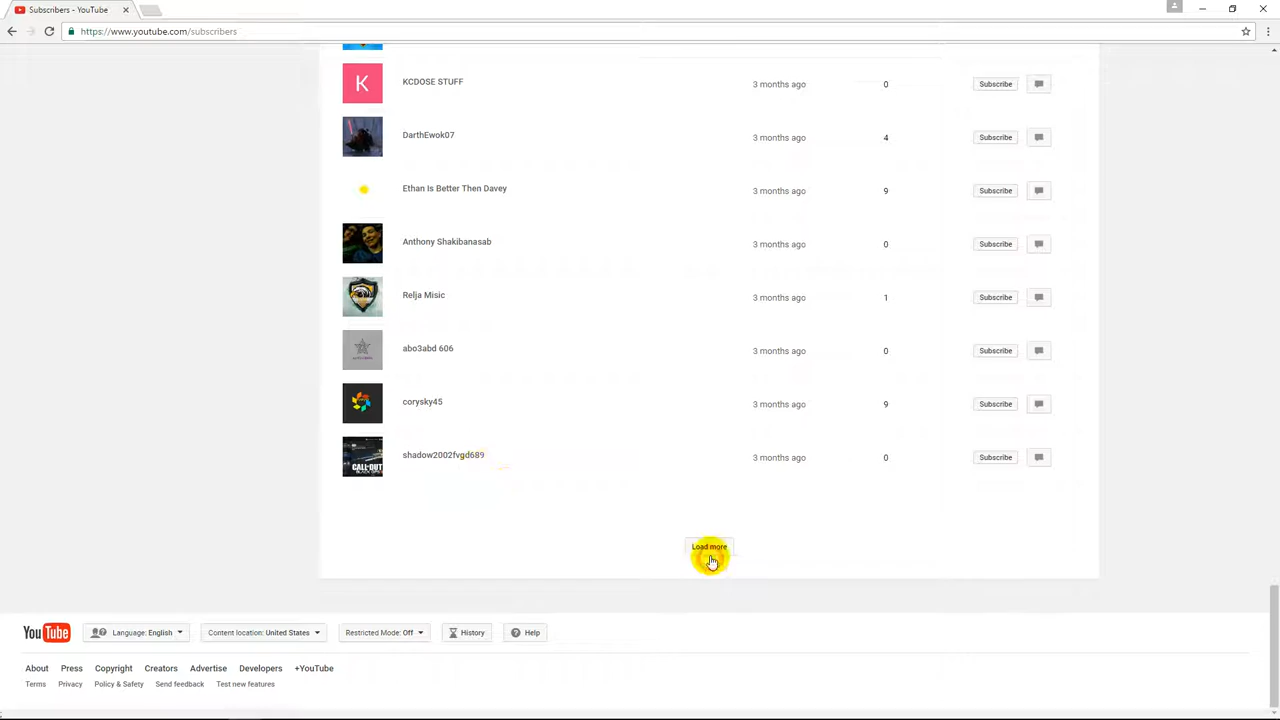 Subscribers - YouTube
https://www.youtube.com/subscribers
K
KCDOSE STUFF 3 months ago 0 Subscribe
DarthEwok07 3 months ago 4 Subscribe
Ethan Is Better Then Davey 3 months ago 9 Subscribe
Anthony Shakibanasab 3 months ago 0 Subscribe
Relja Misic 3 months ago 1 Subscribe
abo3abd 606 3 months ago 0 Subscribe
corysky45 3 months ago 9 Subscribe
shadow2002fvgd689 3 months ago 0 Subscribe
CALL-OUT
Load more
YouTube Language: English Content location: United States Restricted Mode: Off History Help
About Press Copyright Creators Advertise Developers +YouTube
Terms Privacy Policy & Safety Send feedback Test new features